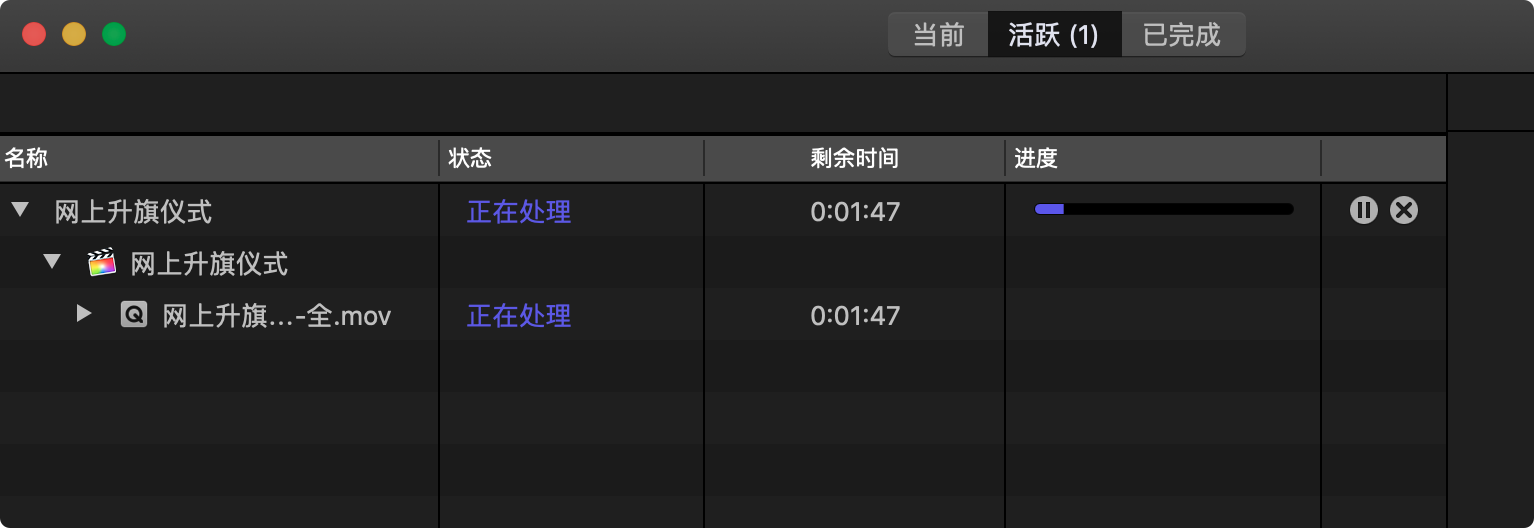 当前 活跃 (1) 已完成
名称 状态 剩余时间 进度
网上升旗仪式 正在处理 0:01:47
网上升旗仪式
网上升旗...-全.mov 正在处理 0:01:47